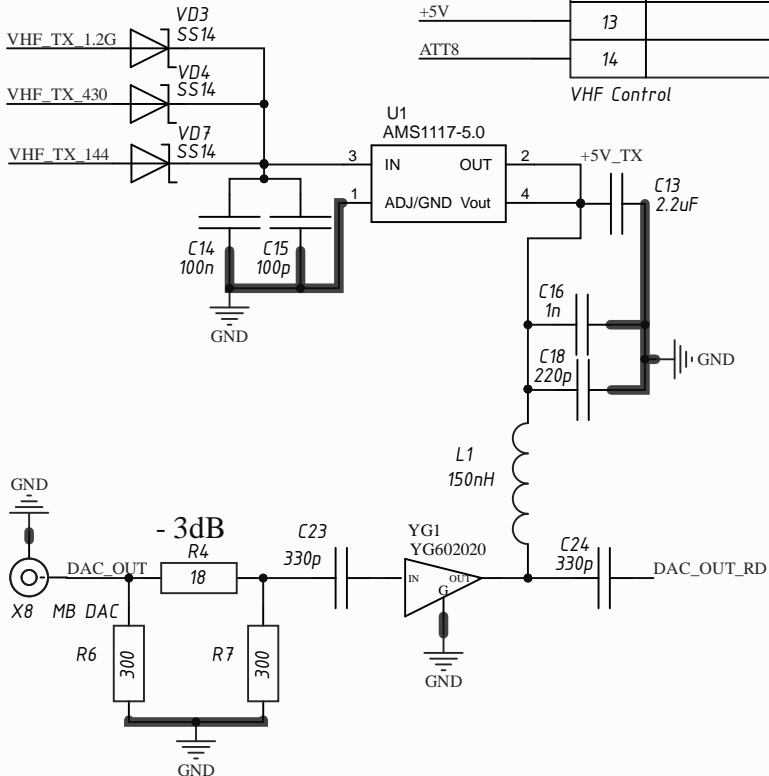 VD3
SS14
VHF_TX_1.2G
VD4
SS14
VHF_TX_430
VD7
SS14
VHF_TX_144
+5V
13
ATT8
14
VHF Control
U1
AMS1117-5.0
3
IN
OUT
2
+5V_TX
1
ADJ/GND
Vout
4
C13
2.2uF
C14
100n
C15
100p
GND
C16
1n
C18
220p
GND
L1
150nH
GND
- 3dB
DAC_OUT
R4
18
C23
330p
YG1
YG602020
IN
OUT
G
C24
330p
DAC_OUT_RD
X8
MB DAC
R6
300
R7
300
GND
GND